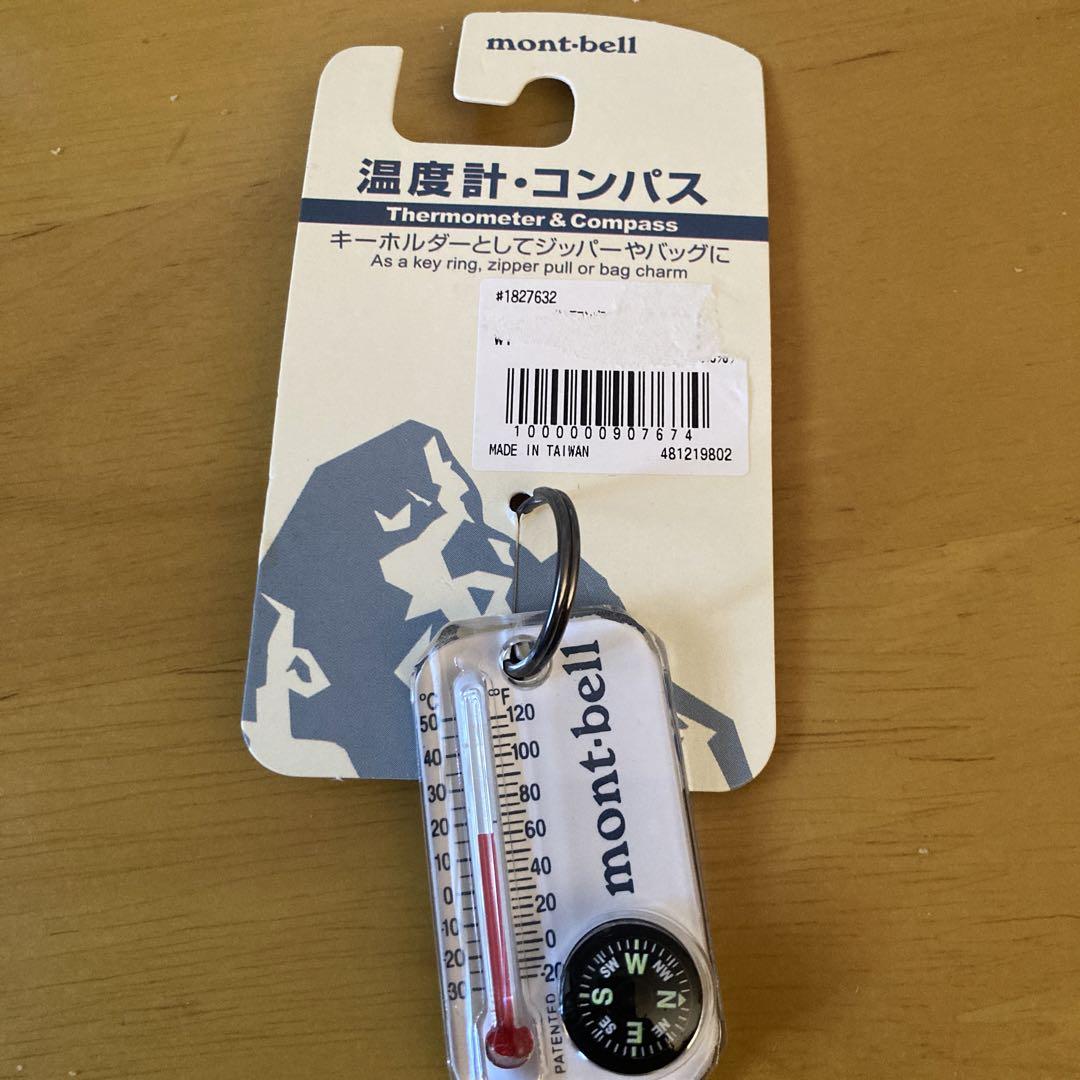 mont-bell
温度計・コンパス
Thermometer & Compass
キーホルダーとしてジッパーやバッグに
As a key ring, zipper pull or bag charm
#1827632
1000000907674
MADE IN TAIWAN 481219802
mont-bell
°C °F
50 120
40 100
30 80
20 60
10 40
0 20
-10 0
-20 -20
-30
PATENTED
N
NE
E
SE
S
SW
W
NW